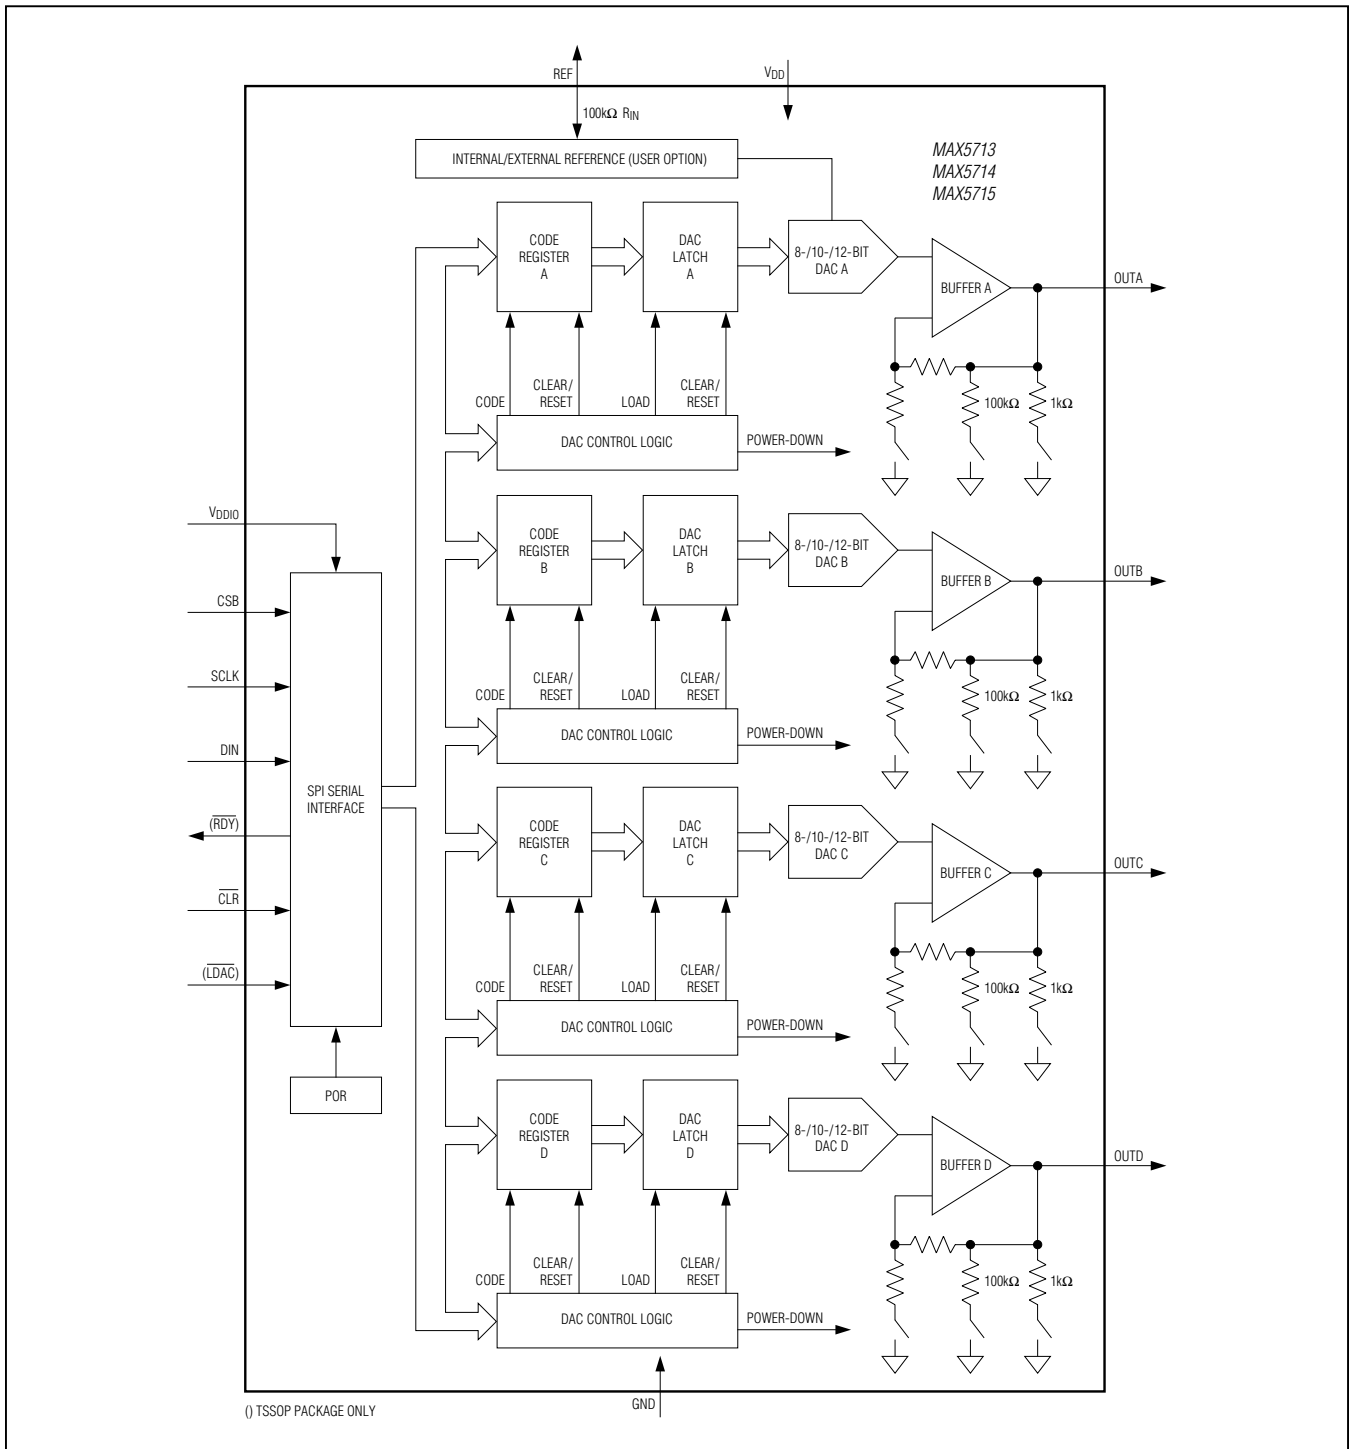 REF
VDD
100kΩ RIN
INTERNAL/EXTERNAL REFERENCE (USER OPTION)
MAX5713
MAX5714
MAX5715
CODE
REGISTER
A
DAC
LATCH
A
8-/10-/12-BIT
DAC A
BUFFER A
OUTA
CODE
CLEAR/
RESET
LOAD
CLEAR/
RESET
100kΩ
1kΩ
DAC CONTROL LOGIC
POWER-DOWN
VDDIO
CSB
SCLK
DIN
(RDY)
CLR
(LDAC)
SPI SERIAL
INTERFACE
POR
CODE
REGISTER
B
DAC
LATCH
B
8-/10-/12-BIT
DAC B
BUFFER B
OUTB
CODE
CLEAR/
RESET
LOAD
CLEAR/
RESET
100kΩ
1kΩ
DAC CONTROL LOGIC
POWER-DOWN
CODE
REGISTER
C
DAC
LATCH
C
8-/10-/12-BIT
DAC C
BUFFER C
OUTC
CODE
CLEAR/
RESET
LOAD
CLEAR/
RESET
100kΩ
1kΩ
DAC CONTROL LOGIC
POWER-DOWN
CODE
REGISTER
D
DAC
LATCH
D
8-/10-/12-BIT
DAC D
BUFFER D
OUTD
CODE
CLEAR/
RESET
LOAD
CLEAR/
RESET
100kΩ
1kΩ
DAC CONTROL LOGIC
POWER-DOWN
GND
() TSSOP PACKAGE ONLY